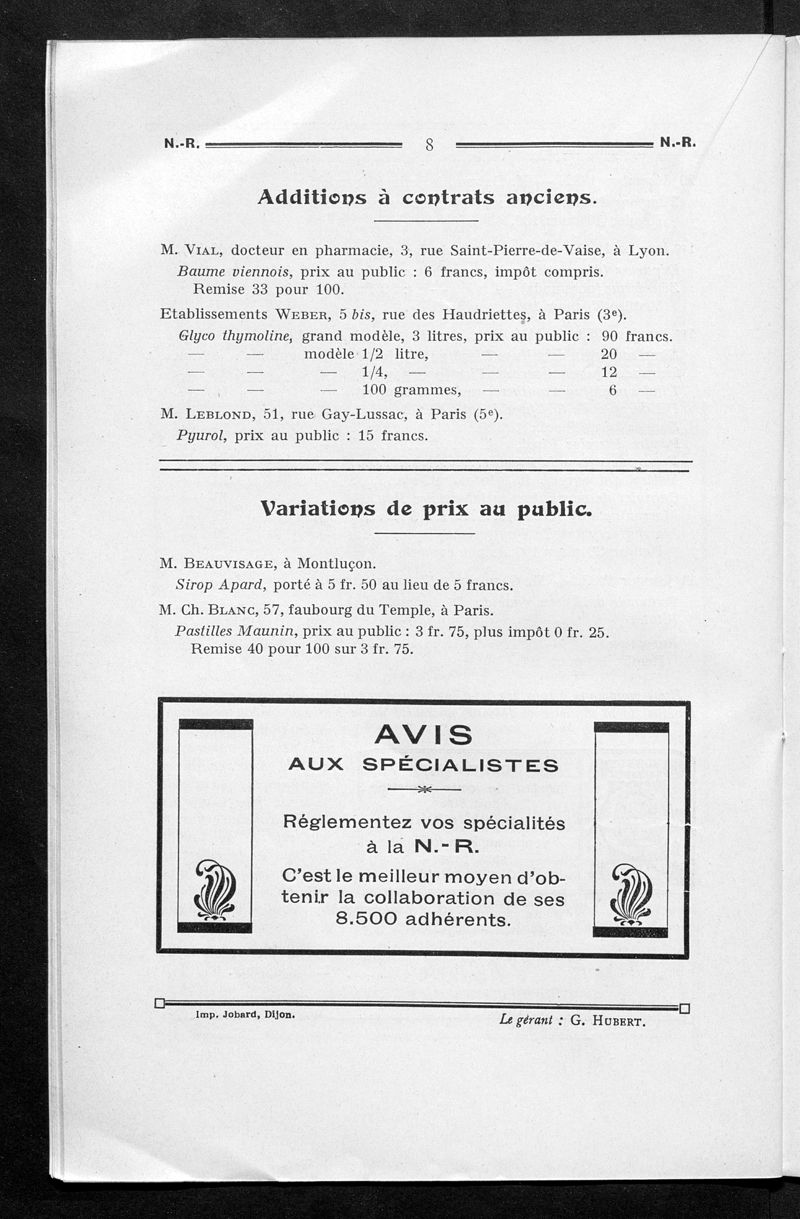 N.-R. 8 N.-R.
Additions à contrats anciens.
M. VIAL, docteur en pharmacie, 3, rue Saint-Pierre-de-Vaise, à Lyon.
Baume viennois, prix au public : 6 francs, impôt compris.
Remise 33 pour 100.
Etablissements WEBER, 5 bis, rue des Haudriettes, à Paris (3e).
Glyco thymoline, grand modèle, 3 litres, prix au public : 90 francs.
— — modèle 1/2 litre, — — 20 —
— — — 1/4, — — — 12 —
— — — 100 grammes, — — 6 —
M. LEBLOND, 51, rue Gay-Lussac, à Paris (5e).
Pyurol, prix au public : 15 francs.
Variations de prix au public.
M. BEAUVISAGE, à Montluçon.
Sirop Apard, porté à 5 fr. 50 au lieu de 5 francs.
M. Ch. BLANC, 57, faubourg du Temple, à Paris.
Pastilles Maunin, prix au public : 3 fr. 75, plus impôt 0 fr. 25.
Remise 40 pour 100 sur 3 fr. 75.
AVIS
AUX SPÉCIALISTES
Réglementez vos spécialités
à la N.-R.
C'est le meilleur moyen d'ob-
tenir la collaboration de ses
8.500 adhérents.
Imp. Jobard, Dijon.
Le gérant : G. HUBERT.